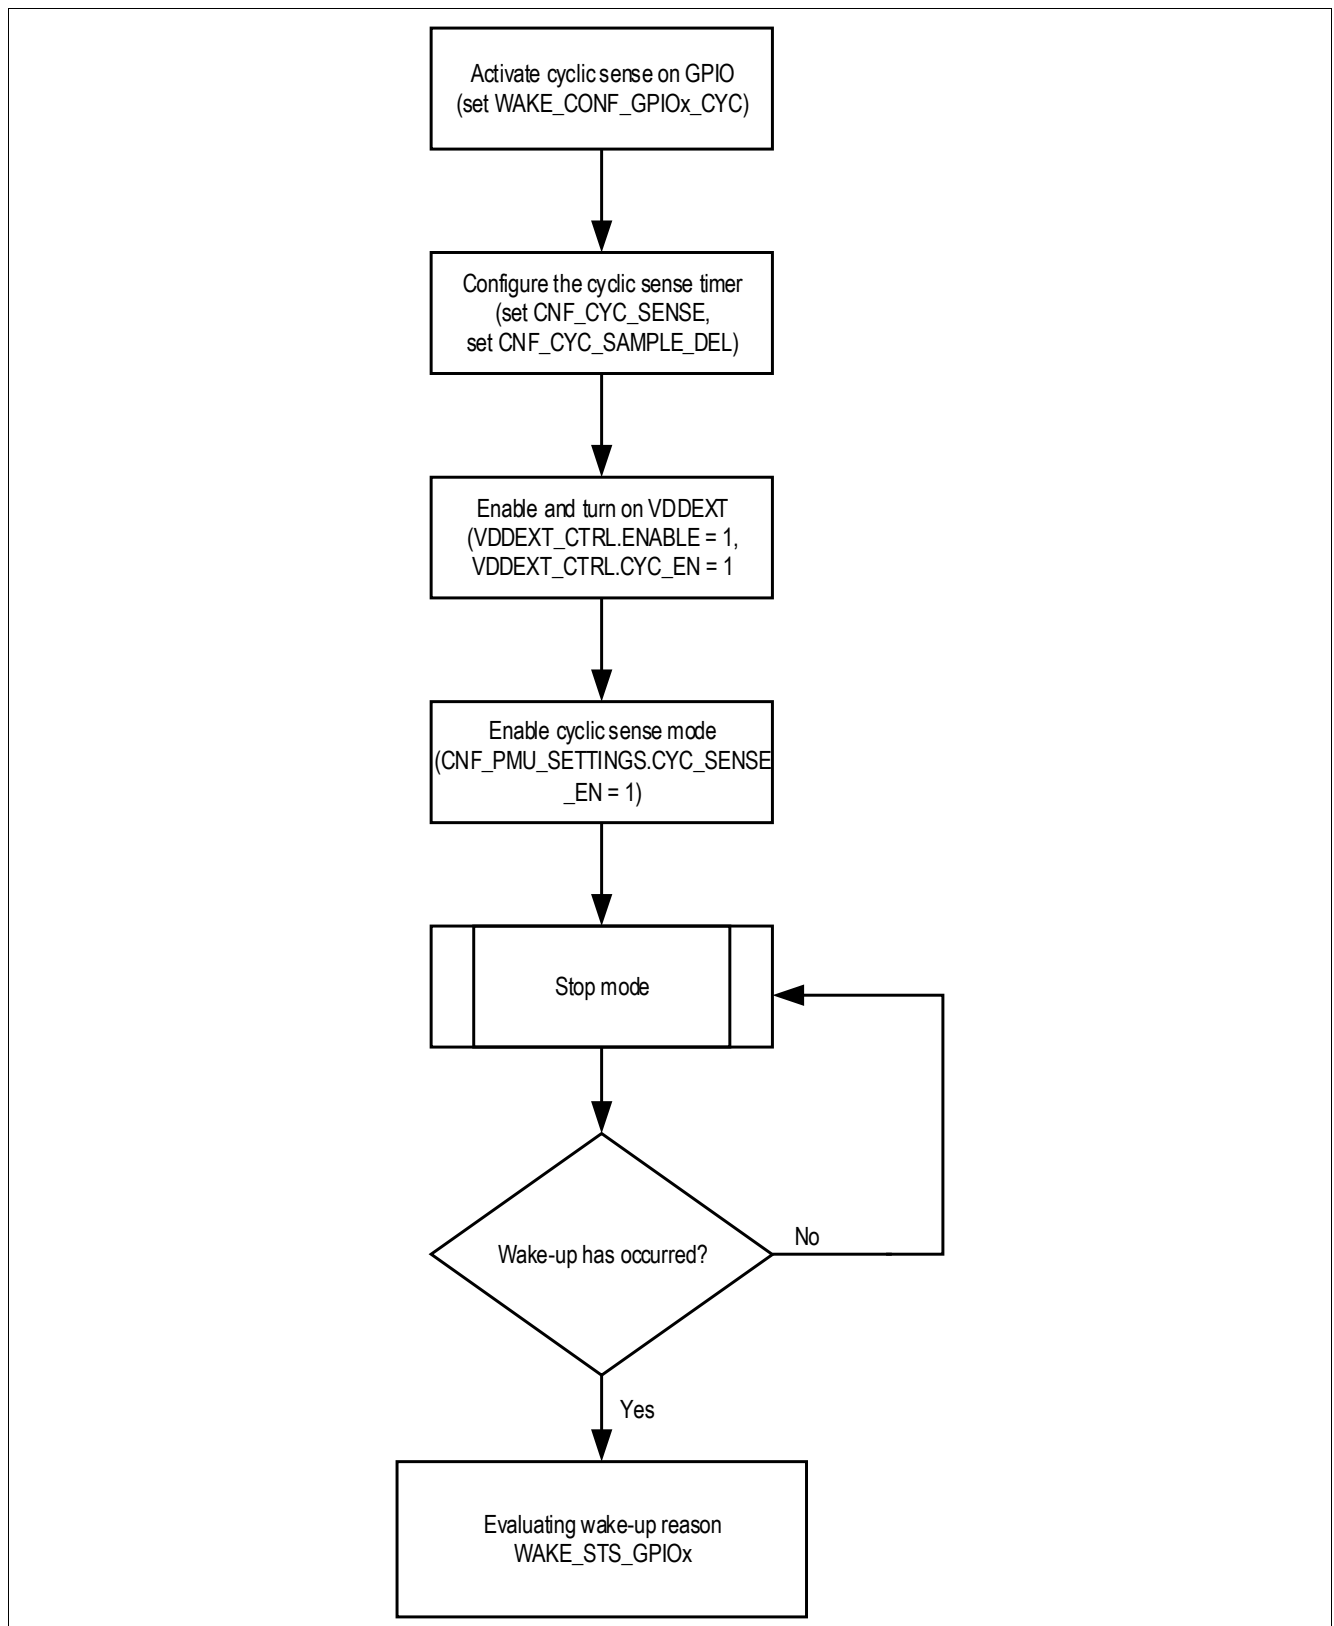 Activate cyclic sense on GPIO
(set WAKE_CONF_GPIOx_CYC)
Configure the cyclic sense timer
(set CNF_CYC_SENSE,
set CNF_CYC_SAMPLE_DEL)
Enable and turn on VDDEXT
(VDDEXT_CTRL.ENABLE = 1,
VDDEXT_CTRL.CYC_EN = 1
Enable cyclic sense mode
(CNF_PMU_SETTINGS.CYC_SENSE
_EN = 1)
Stop mode
Wake-up has occurred?
No
Yes
Evaluating wake-up reason
WAKE_STS_GPIOx